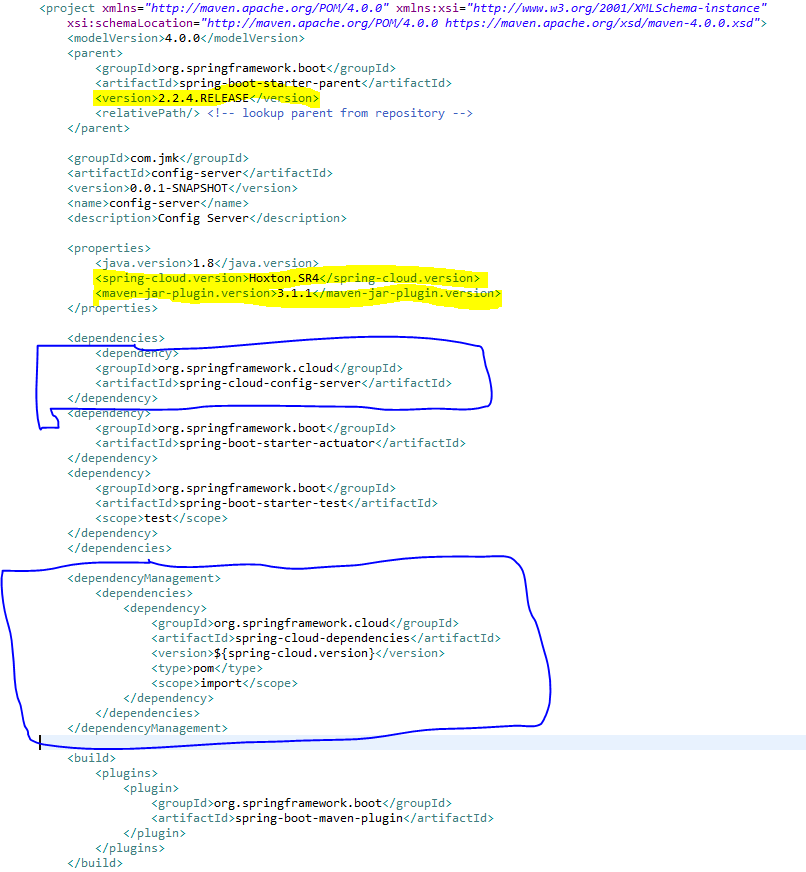 <project xmlns="http://maven.apache.org/POM/4.0.0" xmlns:xsi="http://www.w3.org/2001/XMLSchema-instance"
xsi:schemaLocation="http://maven.apache.org/POM/4.0.0 https://maven.apache.org/xsd/maven-4.0.0.xsd">
<modelVersion>4.0.0</modelVersion>
<parent>
<groupId>org.springframework.boot</groupId>
<artifactId>spring-boot-starter-parent</artifactId>
<version>2.2.4.RELEASE</version>
<relativePath/> <!-- lookup parent from repository -->
</parent>
<groupId>com.jmk</groupId>
<artifactId>config-server</artifactId>
<version>0.0.1-SNAPSHOT</version>
<name>config-server</name>
<description>Config Server</description>
<properties>
<java.version>1.8</java.version>
<spring-cloud.version>Hoxton.SR4</spring-cloud.version>
<maven-jar-plugin.version>3.1.1</maven-jar-plugin.version>
</properties>
<dependencies>
<dependency>
<groupId>org.springframework.cloud</groupId>
<artifactId>spring-cloud-config-server</artifactId>
</dependency>
<dependency>
<groupId>org.springframework.boot</groupId>
<artifactId>spring-boot-starter-actuator</artifactId>
</dependency>
<dependency>
<groupId>org.springframework.boot</groupId>
<artifactId>spring-boot-starter-test</artifactId>
<scope>test</scope>
</dependency>
</dependencies>
<dependencyManagement>
<dependencies>
<dependency>
<groupId>org.springframework.cloud</groupId>
<artifactId>spring-cloud-dependencies</artifactId>
<version>${spring-cloud.version}</version>
<type>pom</type>
<scope>import</scope>
</dependency>
</dependencies>
</dependencyManagement>
<build>
<plugins>
<plugin>
<groupId>org.springframework.boot</groupId>
<artifactId>spring-boot-maven-plugin</artifactId>
</plugin>
</plugins>
</build>